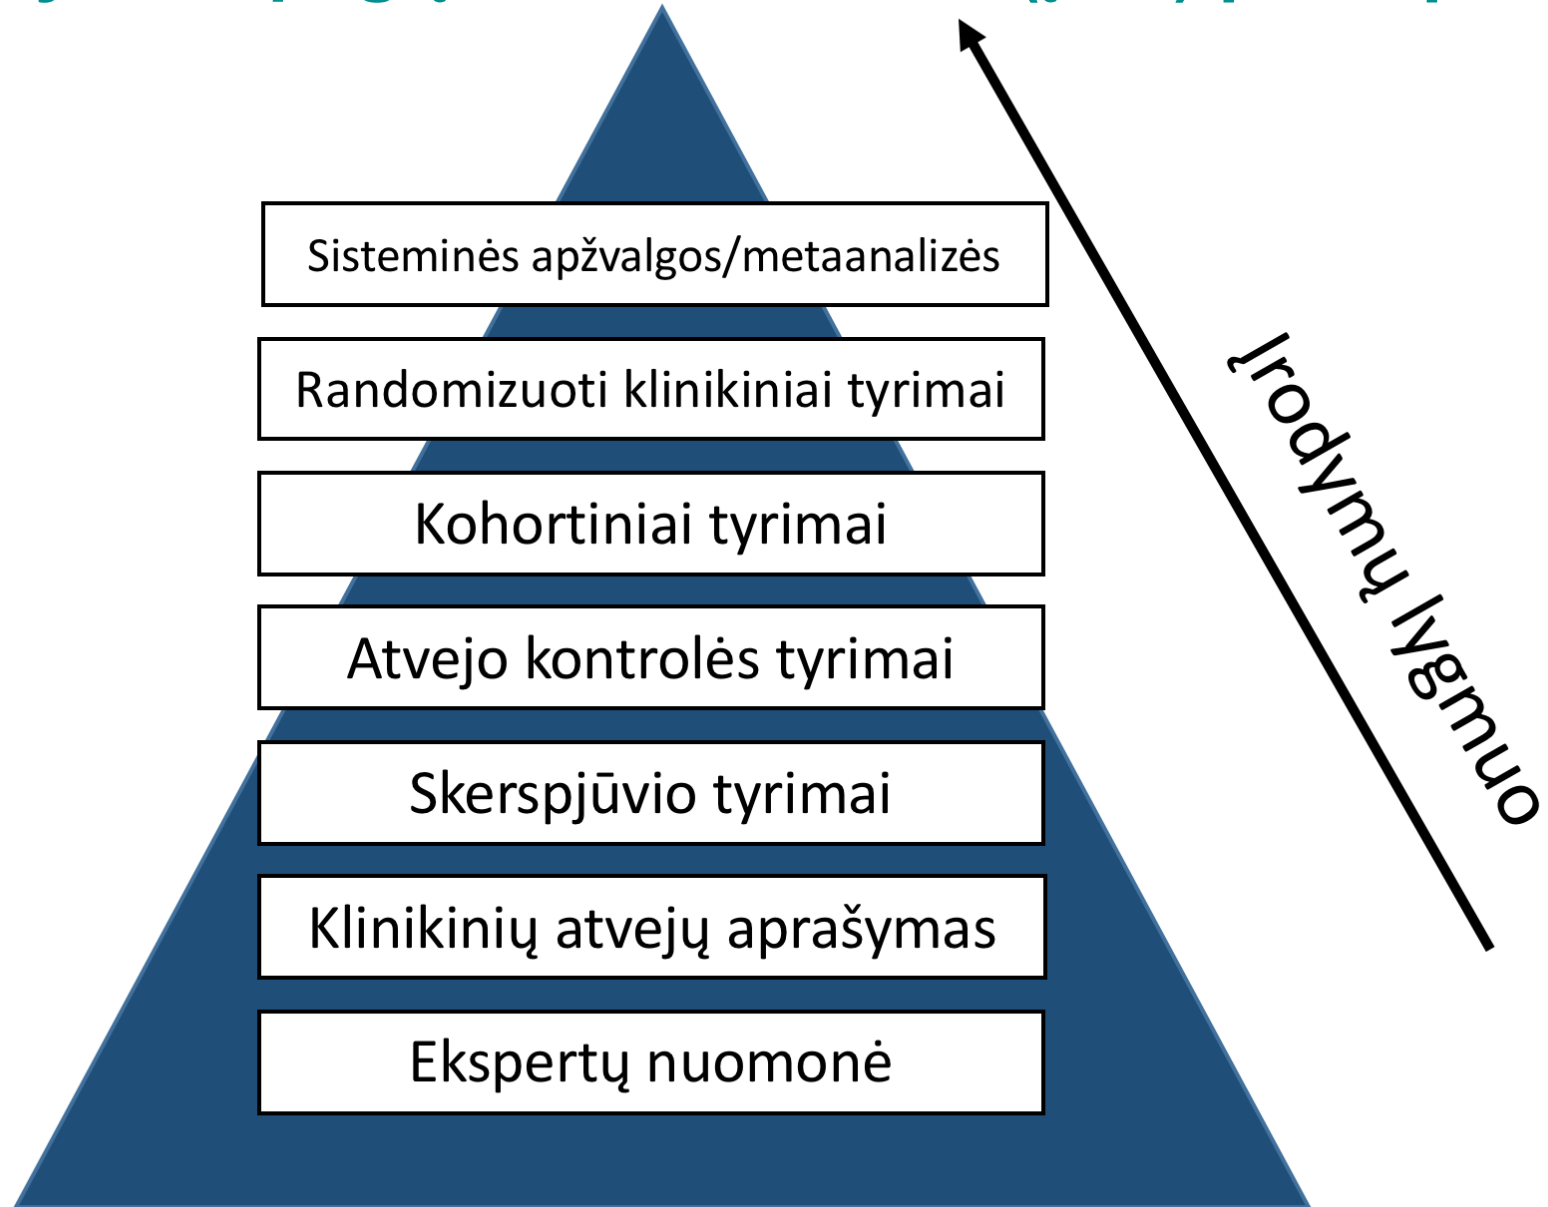 Sisteminės apžvalgos/metaanalizės
Randomizuoti klinikiniai tyrimai
Kohortiniai tyrimai
Atvejo kontrolės tyrimai
Skerspjūvio tyrimai
Klinikinių atvejų aprašymas
Ekspertų nuomonė
Įrodymų lygmuo